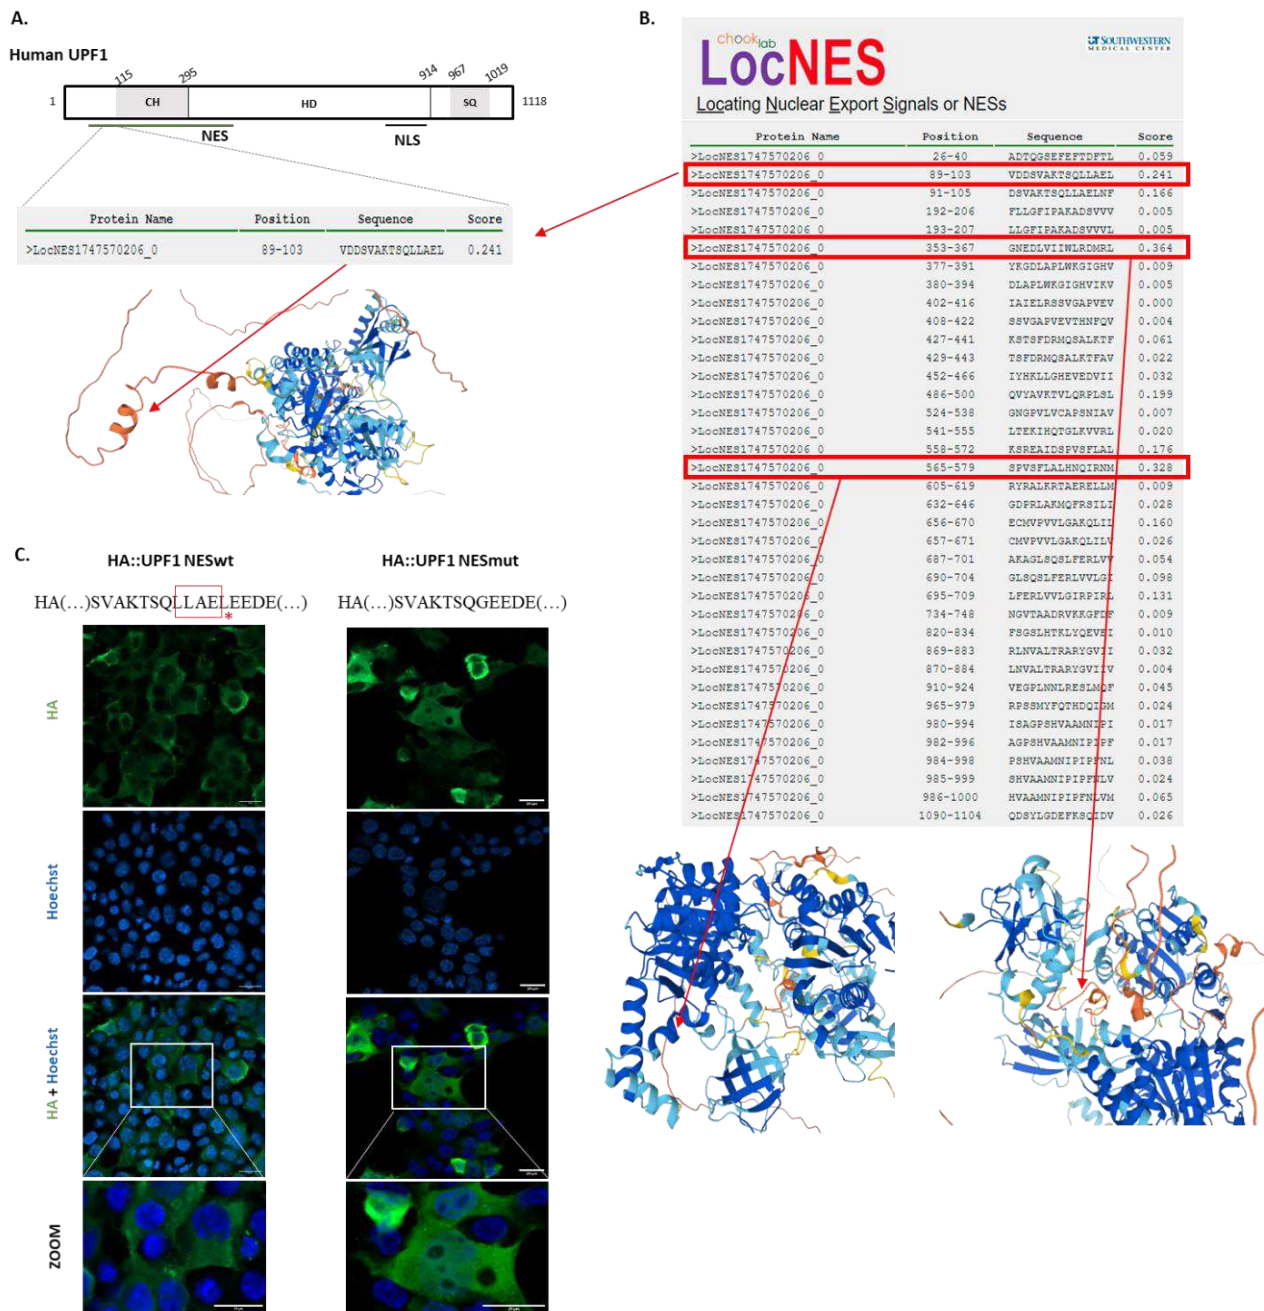 A.
Human UPF1
115 295 914 967 1019
1 CH HD SQ 1118
NES NLS
Protein Name Position Sequence Score
>LocNES1747570206_0 89-103 VDDSVAKTSQLLAEL 0.241
B.
chook lab
LocNES
UT SOUTHWESTERN
MEDICAL CENTER
Locating Nuclear Export Signals or NESs
Protein Name Position Sequence Score
>LocNES1747570206_0 26-40 ADTQGSEFEFTDFTL 0.059
>LocNES1747570206_0 89-103 VDDSVAKTSQLLAEL 0.241
>LocNES1747570206_0 91-105 DSVAKTSQLLAELNF 0.166
>LocNES1747570206_0 192-206 FLLGFIPAKADSVVV 0.005
>LocNES1747570206_0 193-207 LLGFIPAKADSVVVL 0.005
>LocNES1747570206_0 353-367 GNEDLVIIWLRDMRL 0.364
>LocNES1747570206_0 377-391 YKGDLAPLWKGIGHV 0.009
>LocNES1747570206_0 380-394 DLAPLWKGIGHVIKV 0.005
>LocNES1747570206_0 402-416 IAIELRSSVGAPVEV 0.000
>LocNES1747570206_0 408-422 SSVGAPVEVTHNFQV 0.004
>LocNES1747570206_0 427-441 KSTSFDRMQSALKTF 0.061
>LocNES1747570206_0 429-443 TSFDRMQSALKTFAV 0.022
>LocNES1747570206_0 452-466 IYHKLLGHEVEDVII 0.032
>LocNES1747570206_0 486-500 QVYAVKTVLQRPLSL 0.199
>LocNES1747570206_0 524-538 GNGPVLVCAPSNIAV 0.007
>LocNES1747570206_0 541-555 LTEKIHQTGLKVVRL 0.020
>LocNES1747570206_0 558-572 KSREAIDSPVSFLAL 0.176
>LocNES1747570206_0 565-579 SPVSFLALHNQIRNM 0.328
>LocNES1747570206_0 605-619 RYRALKRTAERELLM 0.009
>LocNES1747570206_0 632-646 GDPRLAKMQFRSILI 0.028
>LocNES1747570206_0 656-670 ECMVPVVLGAKQLIL 0.160
>LocNES1747570206_0 657-671 CMVPVVLGAKQLILV 0.026
>LocNES1747570206_0 687-701 AKAGLSQSLFERLVV 0.054
>LocNES1747570206_0 690-704 GLSQSLFERLVVLGI 0.098
>LocNES1747570206_0 695-709 LFERLVVLGIRPIRL 0.131
>LocNES1747570206_0 734-748 NGVTAADRVKKGFDF 0.009
>LocNES1747570206_0 820-834 FSGSLHTKLYQEVEI 0.010
>LocNES1747570206_0 869-883 RLNVALTRARYGVII 0.032
>LocNES1747570206_0 870-884 LNVALTRARYGVIIV 0.004
>LocNES1747570206_0 910-924 VEGPLNNLRESLMQF 0.045
>LocNES1747570206_0 965-979 RPSSMYFQTHDQIGM 0.024
>LocNES1747570206_0 980-994 ISAGPSHVAAMNIPI 0.017
>LocNES1747570206_0 982-996 AGPSHVAAMNIPIPF 0.017
>LocNES1747570206_0 984-998 PSHVAAMNIPIPFNL 0.038
>LocNES1747570206_0 985-999 SHVAAMNIPIPFNLV 0.024
>LocNES1747570206_0 986-1000 HVAAMNIPIPFNLVM 0.065
>LocNES1747570206_0 1090-1104 QDSYLGDEFKSQIDV 0.026
C.
HA::UPF1 NESwt HA::UPF1 NESmut
HA(...)SVAKTSQLLAELEEDE(...) HA(...)SVAKTSQGEEDE(...)
*
HA
Hoechst
HA + Hoechst
ZOOM